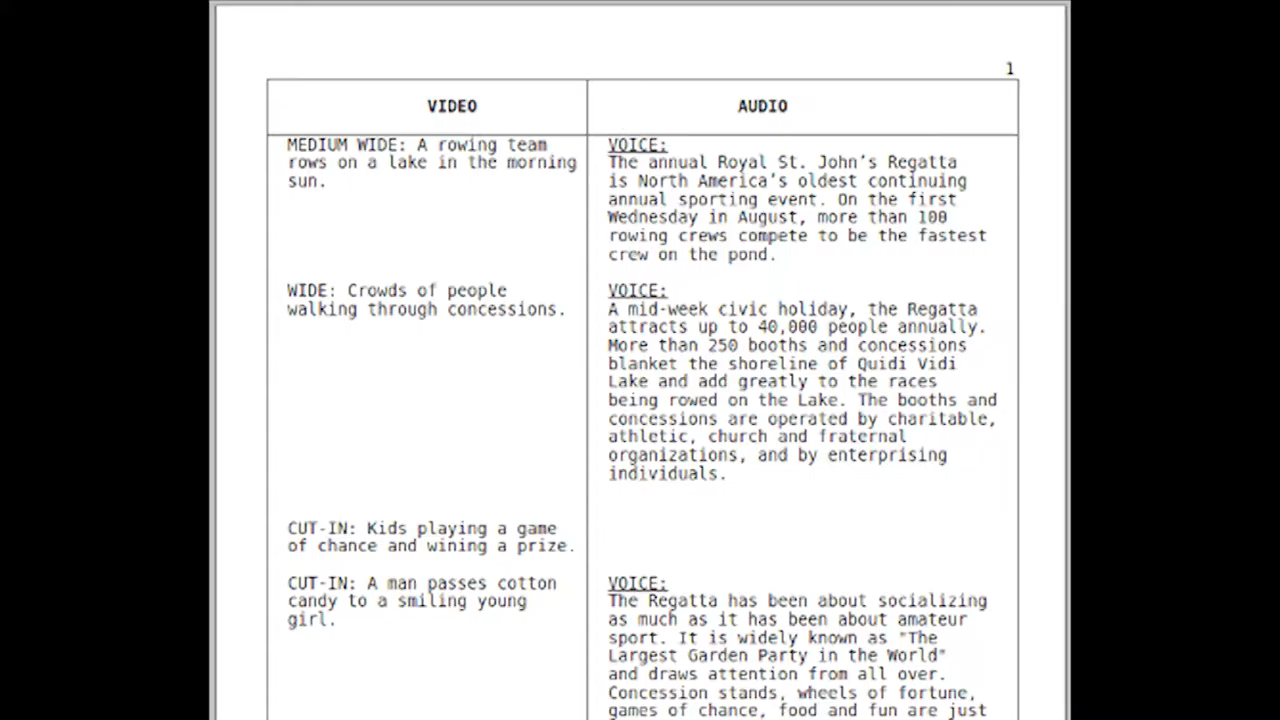 1
VIDEO
AUDIO
MEDIUM WIDE: A rowing team
rows on a lake in the morning
sun.
VOICE:
The annual Royal St. John's Regatta
is North America's oldest continuing
annual sporting event. On the first
Wednesday in August, more than 100
rowing crews compete to be the fastest
crew on the pond.
WIDE: Crowds of people
walking through concessions.
VOICE:
A mid-week civic holiday, the Regatta
attracts up to 40,000 people annually.
More than 250 booths and concessions
blanket the shoreline of Quidi Vidi
Lake and add greatly to the races
being rowed on the Lake. The booths and
concessions are operated by charitable,
athletic, church and fraternal
organizations, and by enterprising
individuals.
CUT-IN: Kids playing a game
of chance and wining a prize.
CUT-IN: A man passes cotton
candy to a smiling young
girl.
VOICE:
The Regatta has been about socializing
as much as it has been about amateur
sport. It is widely known as "The
Largest Garden Party in the World"
and draws attention from all over.
Concession stands, wheels of fortune,
games of chance, food and fun are just